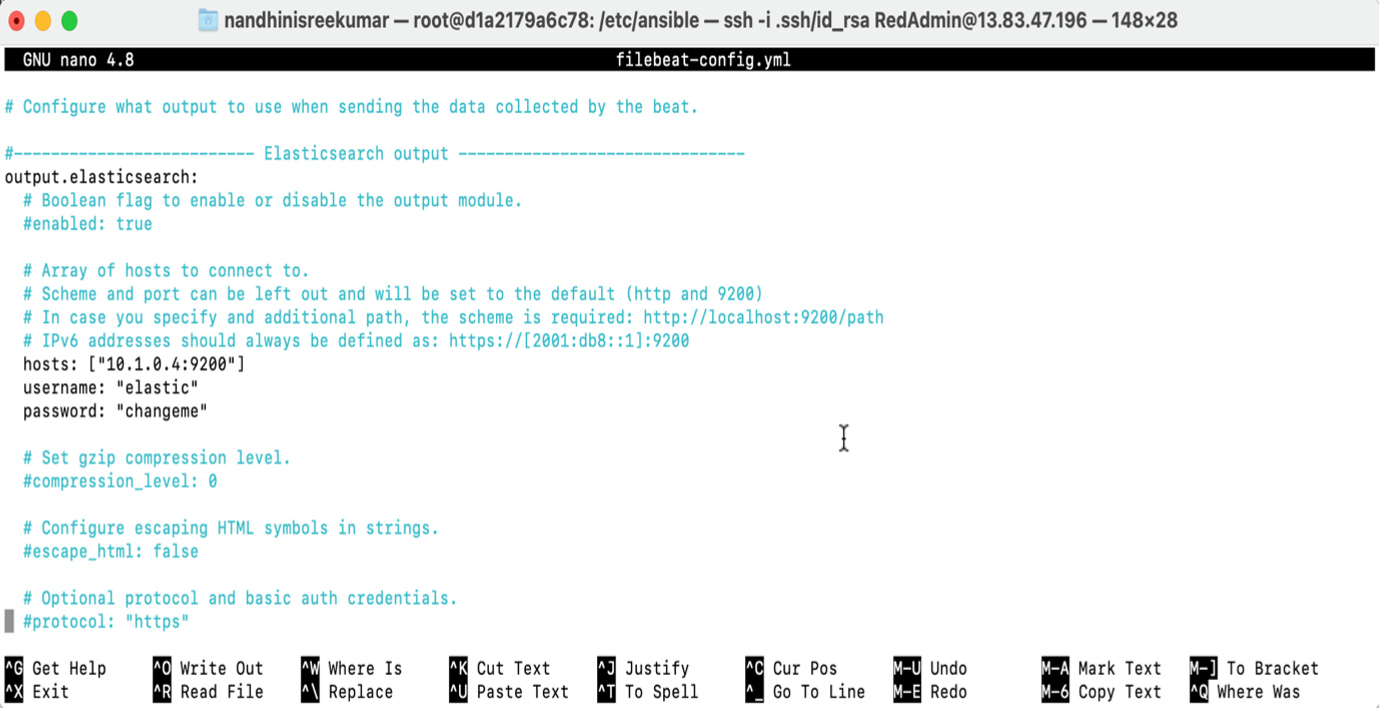 nandhinisreekumar — root@d1a2179a6c78: /etc/ansible — ssh -i .ssh/id_rsa RedAdmin@13.83.47.196 — 148×28
GNU nano 4.8 filebeat-config.yml
# Configure what output to use when sending the data collected by the beat.
#-------------------------- Elasticsearch output -------------------------------
output.elasticsearch:
# Boolean flag to enable or disable the output module.
#enabled: true
# Array of hosts to connect to.
# Scheme and port can be left out and will be set to the default (http and 9200)
# In case you specify and additional path, the scheme is required: http://localhost:9200/path
# IPv6 addresses should always be defined as: https://[2001:db8::1]:9200
hosts: ["10.1.0.4:9200"]
username: "elastic"
password: "changeme"
# Set gzip compression level.
#compression_level: 0
# Configure escaping HTML symbols in strings.
#escape_html: false
# Optional protocol and basic auth credentials.
#protocol: "https"
^G Get Help ^O Write Out ^W Where Is ^K Cut Text ^J Justify ^C Cur Pos M-U Undo M-A Mark Text M-] To Bracket
^X Exit ^R Read File ^\ Replace ^U Paste Text ^T To Spell ^_ Go To Line M-E Redo M-6 Copy Text ^Q Where Was